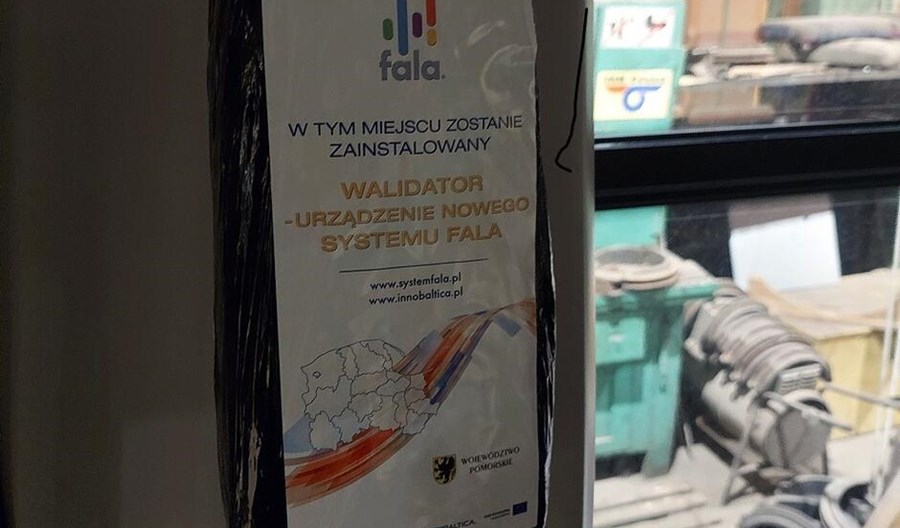 fala.
W TYM MIEJSCU ZOSTANIE
ZAINSTALOWANY
WALIDATOR
-URZĄDZENIE NOWEGO
SYSTEMU FALA
www.systemfala.pl
www.innobaltica.pl
WOJEWÓDZTWO
POMORSKIE